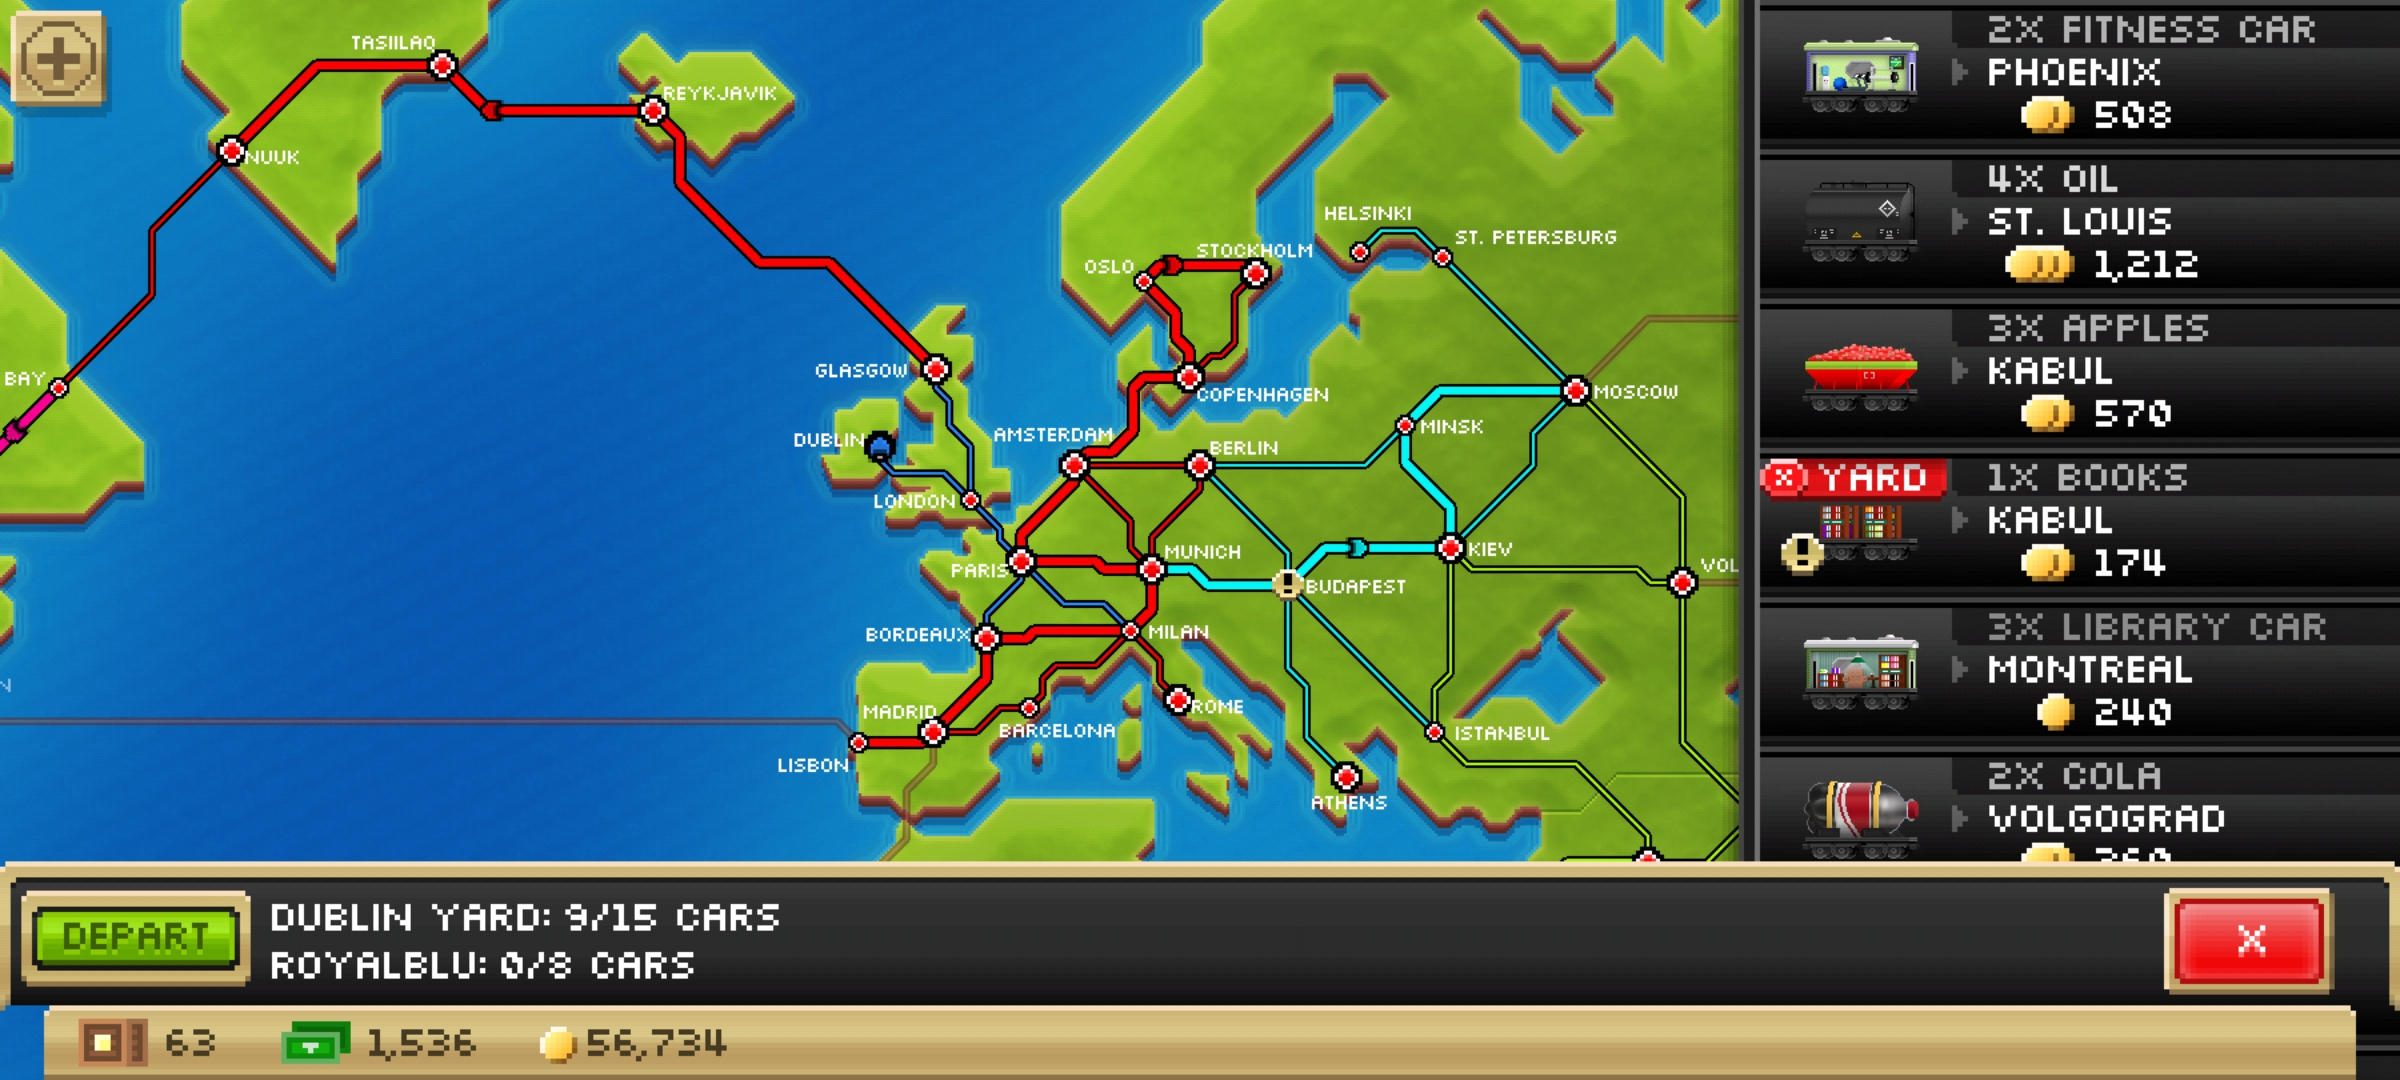 TASIILAQ
REYKJAVIK
NUUK
BAY
GLASGOW
DUBLIN
LONDON
OSLO
STOCKHOLM
COPENHAGEN
HELSINKI
ST. PETERSBURG
AMSTERDAM
BERLIN
MINSK
MOSCOW
PARIS
MUNICH
BUDAPEST
KIEV
VOL
BORDEAUX
MILAN
MADRID
ROME
BARCELONA
LISBON
ISTANBUL
ATHENS
N
2X FITNESS CAR
PHOENIX
508
4X OIL
ST. LOUIS
1,212
3X APPLES
KABUL
570
X YARD
1X BOOKS
KABUL
174
3X LIBRARY CAR
MONTREAL
240
2X COLA
VOLGOGRAD
DEPART
DUBLIN YARD: 9/15 CARS
ROYALBLU: 0/8 CARS
X
63
1,536
56,734